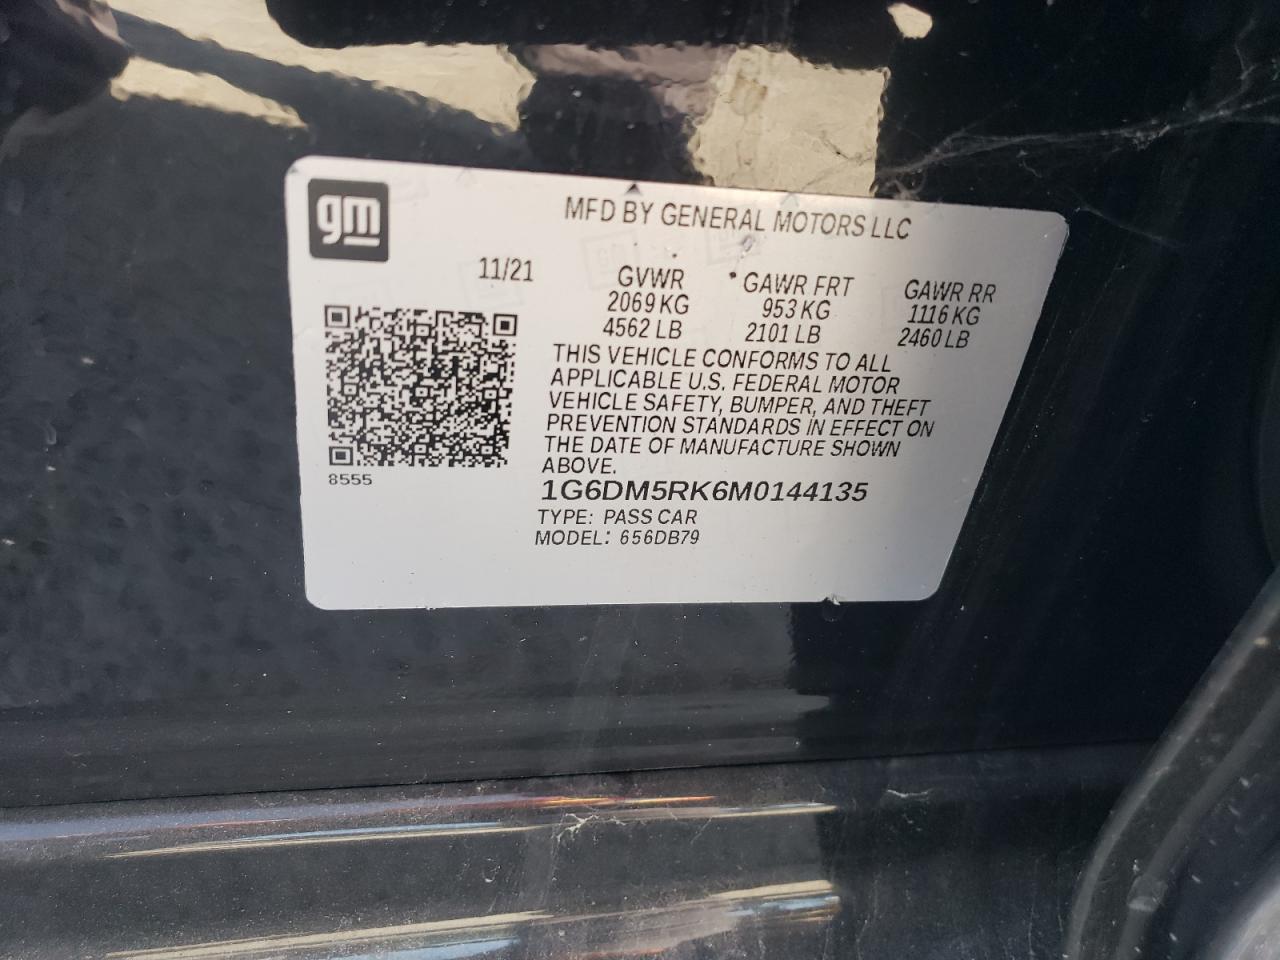 gm
MFD BY GENERAL MOTORS LLC
11/21
GVWR
2069 KG
4562 LB
GAWR FRT
953 KG
2101 LB
GAWR RR
1116 KG
2460 LB
THIS VEHICLE CONFORMS TO ALL
APPLICABLE U.S. FEDERAL MOTOR
VEHICLE SAFETY, BUMPER, AND THEFT
PREVENTION STANDARDS IN EFFECT ON
THE DATE OF MANUFACTURE SHOWN
ABOVE.
8555
1G6DM5RK6M0144135
TYPE: PASS CAR
MODEL: 656DB79